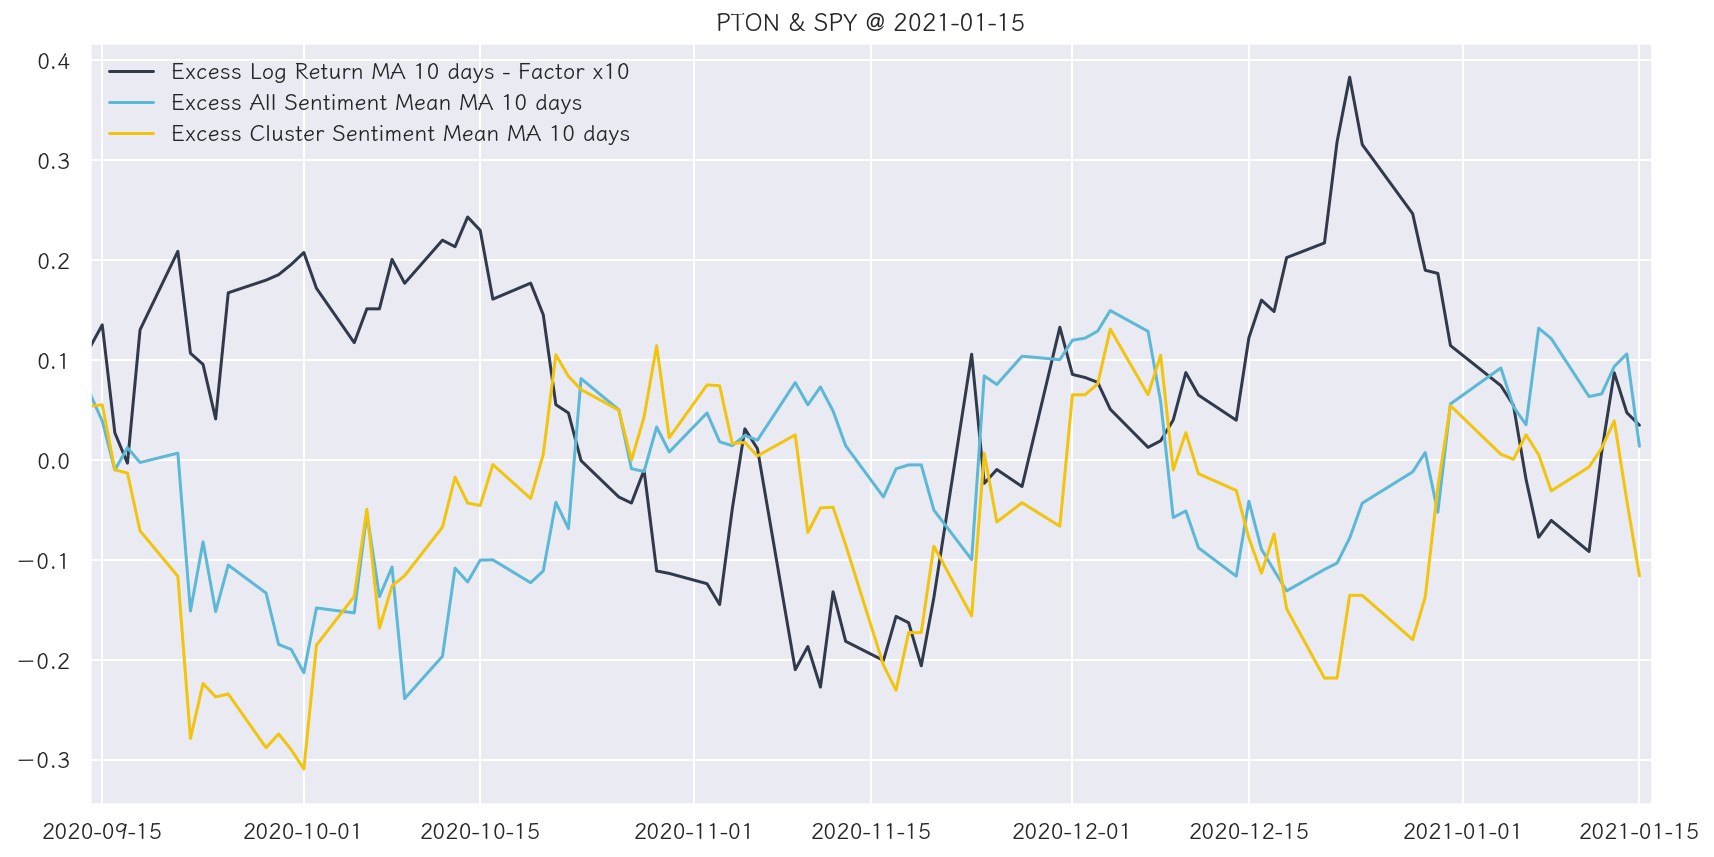 PTON & SPY @ 2021-01-15
Excess Log Return MA 10 days - Factor x10
Excess All Sentiment Mean MA 10 days
Excess Cluster Sentiment Mean MA 10 days
0.4
0.3
0.2
0.1
0.0
−0.1
−0.2
−0.3
2020-09-15 2020-10-01 2020-10-15 2020-11-01 2020-11-15 2020-12-01 2020-12-15 2021-01-01 2021-01-15